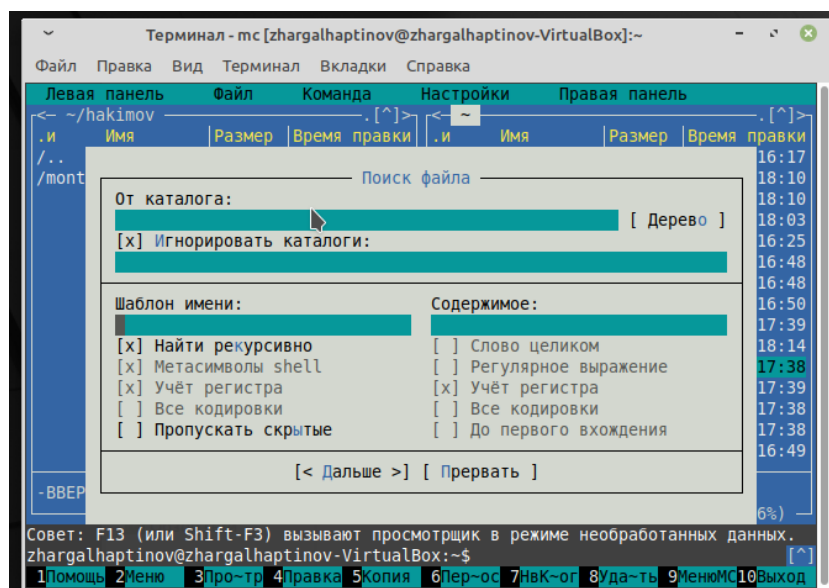 Терминал - mc [zhargalhaptinov@zhargalhaptinov-VirtualBox]:~
Файл Правка Вид Терминал Вкладки Справка
Левая панель Файл Команда Настройки Правая панель
<- ~/hakimov .[^]> <- ~ .[^]>
.и Имя Размер Время правки .и Имя Размер Время правки
/.. 16:17
/mont Поиск файла 18:10
От каталога: 18:10
[ Дерево ] 18:03
[x] Игнорировать каталоги: 16:25
16:48
16:48
Шаблон имени: Содержимое: 16:50
17:39
[x] Найти рекурсивно [ ] Слово целиком 18:14
[x] Метасимволы shell [ ] Регулярное выражение 17:38
[x] Учёт регистра [x] Учёт регистра 17:39
[ ] Все кодировки [ ] Все кодировки 17:38
[ ] Пропускать скрытые [ ] До первого вхождения 17:38
16:49
[< Дальше >] [ Прервать ]
-ВВЕР 6%)
Совет: F13 (или Shift-F3) вызывают просмотрщик в режиме необработанных данных.
zhargalhaptinov@zhargalhaptinov-VirtualBox:~$ [^]
1Помощь 2Меню 3Про~тр 4Правка 5Копия 6Пер~ос 7НвК~ог 8Уда~ть 9МенюМС 10Выход